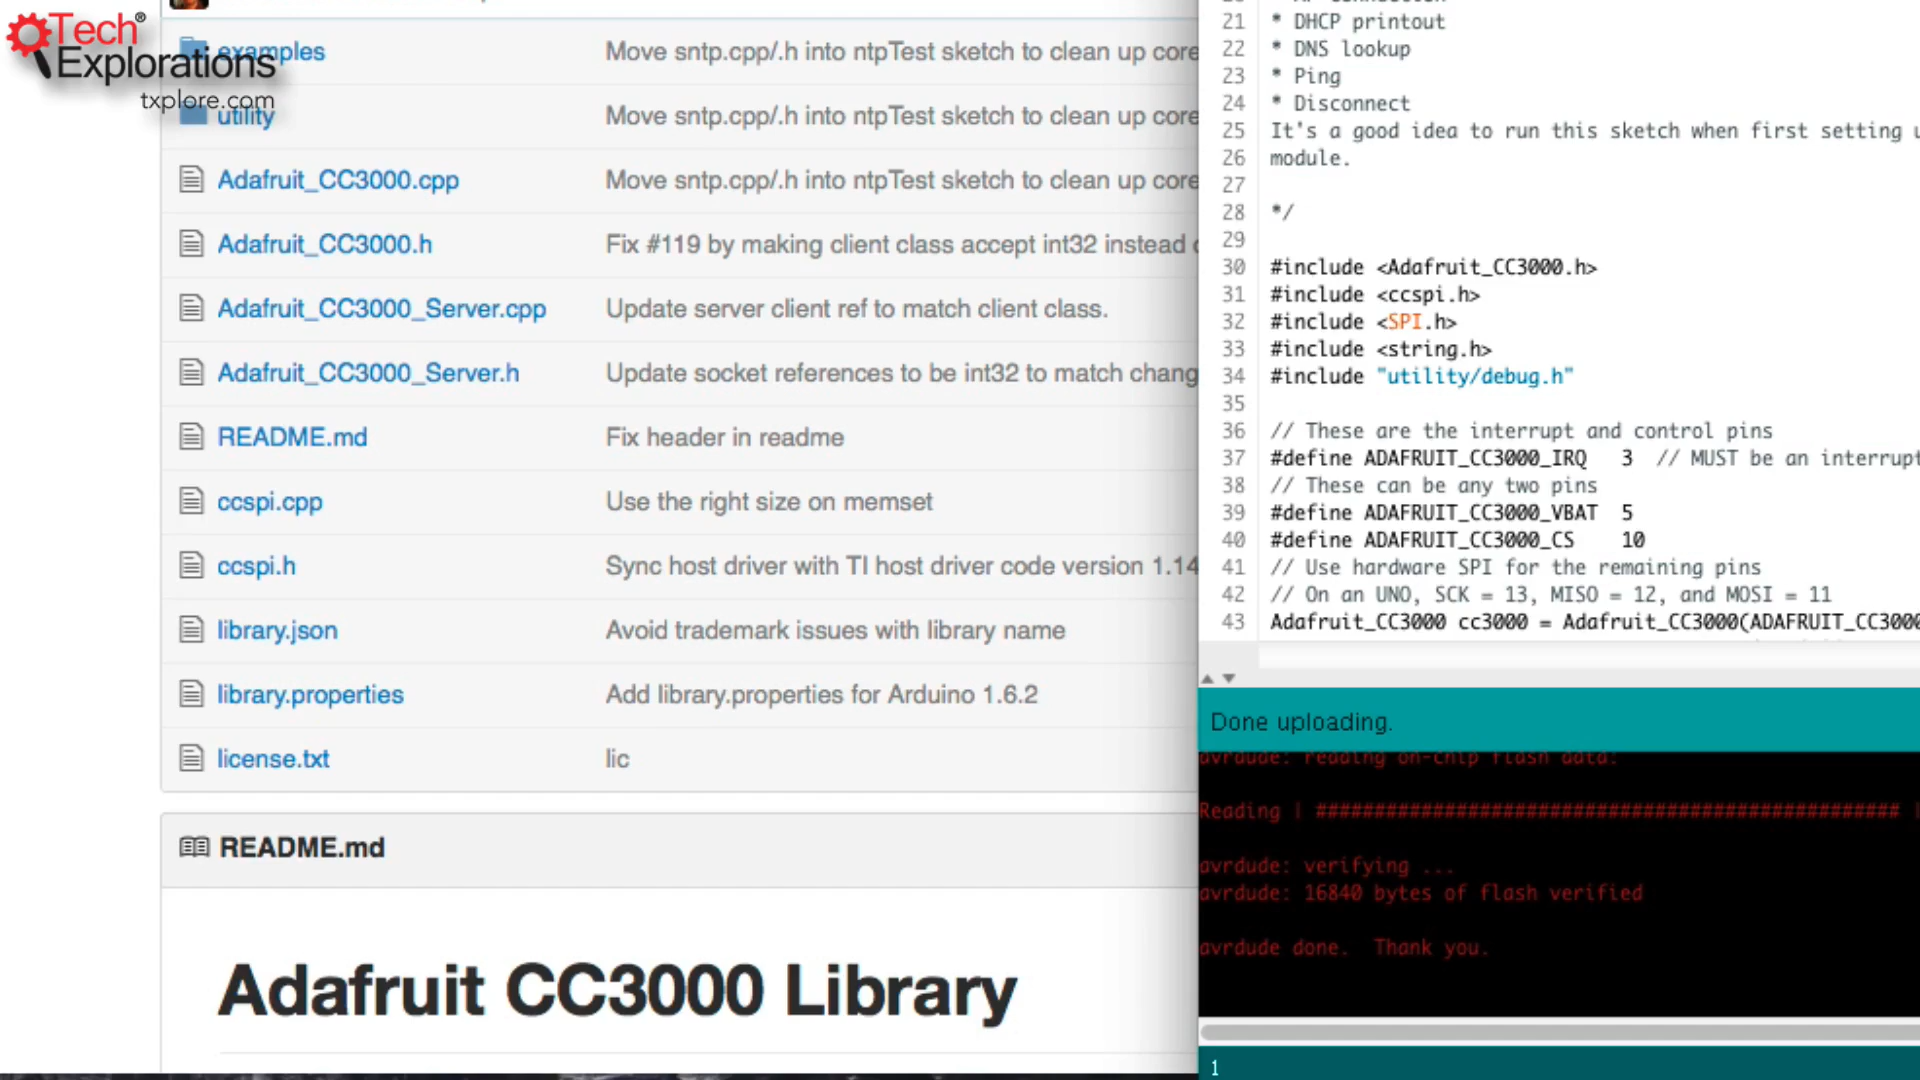 Tech®
Explorations
txplore.com
examples Move sntp.cpp/.h into ntpTest sketch to clean up core
utility Move sntp.cpp/.h into ntpTest sketch to clean up core
Adafruit_CC3000.cpp Move sntp.cpp/.h into ntpTest sketch to clean up core
Adafruit_CC3000.h Fix #119 by making client class accept int32 instead
Adafruit_CC3000_Server.cpp Update server client ref to match client class.
Adafruit_CC3000_Server.h Update socket references to be int32 to match chang
README.md Fix header in readme
ccspi.cpp Use the right size on memset
ccspi.h Sync host driver with TI host driver code version 1.14
library.json Avoid trademark issues with library name
library.properties Add library.properties for Arduino 1.6.2
license.txt lic
README.md
Adafruit CC3000 Library
21 * DHCP printout
22 * DNS lookup
23 * Ping
24 * Disconnect
25 It's a good idea to run this sketch when first setting
26 module.
27
28 */
29
30 #include <Adafruit_CC3000.h>
31 #include <ccspi.h>
32 #include <SPI.h>
33 #include <string.h>
34 #include "utility/debug.h"
35
36 // These are the interrupt and control pins
37 #define ADAFRUIT_CC3000_IRQ 3 // MUST be an interrupt
38 // These can be any two pins
39 #define ADAFRUIT_CC3000_VBAT 5
40 #define ADAFRUIT_CC3000_CS 10
41 // Use hardware SPI for the remaining pins
42 // On an UNO, SCK = 13, MISO = 12, and MOSI = 11
43 Adafruit_CC3000 cc3000 = Adafruit_CC3000(ADAFRUIT_CC3000
Done uploading.
avrdude: reading on-chip flash data:
Reading | ################################################## |
avrdude: verifying ...
avrdude: 16840 bytes of flash verified
avrdude done. Thank you.
1